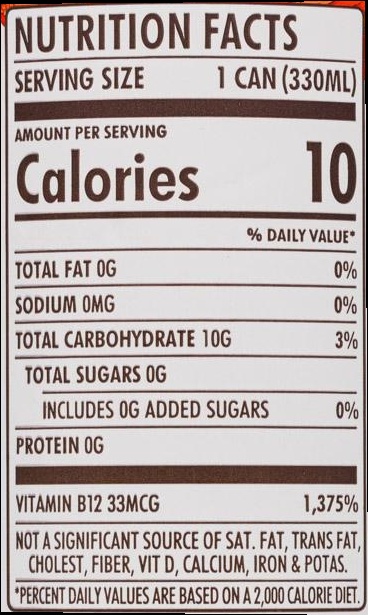 NUTRITION FACTS
SERVING SIZE 1 CAN (330ML)
AMOUNT PER SERVING
Calories 10
% DAILY VALUE*
TOTAL FAT 0G 0%
SODIUM 0MG 0%
TOTAL CARBOHYDRATE 10G 3%
TOTAL SUGARS 0G
INCLUDES 0G ADDED SUGARS 0%
PROTEIN 0G
VITAMIN B12 33MCG 1,375%
NOT A SIGNIFICANT SOURCE OF SAT. FAT, TRANS FAT,
CHOLEST, FIBER, VIT D, CALCIUM, IRON & POTAS.
*PERCENT DAILY VALUES ARE BASED ON A 2,000 CALORIE DIET.